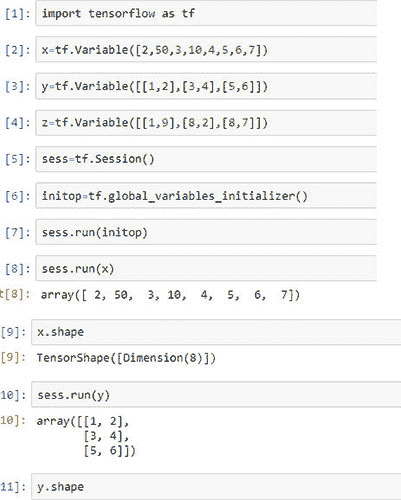 [1]: import tensorflow as tf
[2]: x=tf.Variable([2,50,3,10,4,5,6,7])
[3]: y=tf.Variable([[1,2],[3,4],[5,6]])
[4]: z=tf.Variable([[1,9],[8,2],[8,7]])
[5]: sess=tf.Session()
[6]: initop=tf.global_variables_initializer()
[7]: sess.run(initop)
[8]: sess.run(x)
t[8]: array([ 2, 50,  3, 10,  4,  5,  6,  7])
[9]: x.shape
[9]: TensorShape([Dimension(8)])
10]: sess.run(y)
10]: array([[1, 2],
[3, 4],
[5, 6]])
11]: y.shape